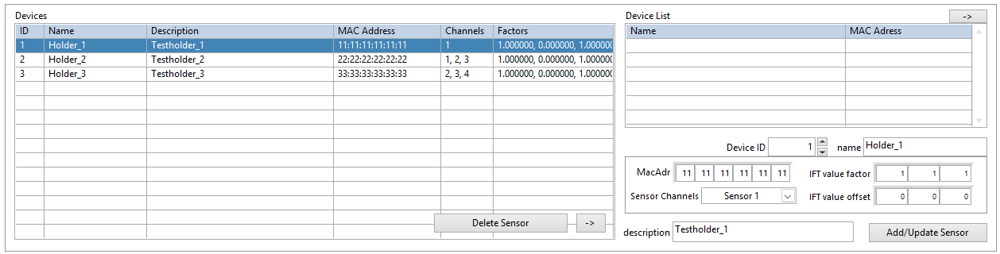 Devices
ID Name Description MAC Address Channels Factors
1 Holder_1 Testholder_1 11:11:11:11:11:11 1 1.000000, 0.000000, 1.000000
2 Holder_2 Testholder_2 22:22:22:22:22:22 1, 2, 3 1.000000, 0.000000, 1.000000
3 Holder_3 Testholder_3 33:33:33:33:33:33 2, 3, 4 1.000000, 0.000000, 1.000000
Delete Sensor ->
Device List ->
Name MAC Adress
Device ID 1 name Holder_1
MacAdr 11 11 11 11 11 11 IFT value factor 1 1 1
Sensor Channels Sensor 1 IFT value offset 0 0 0
description Testholder_1 Add/Update Sensor